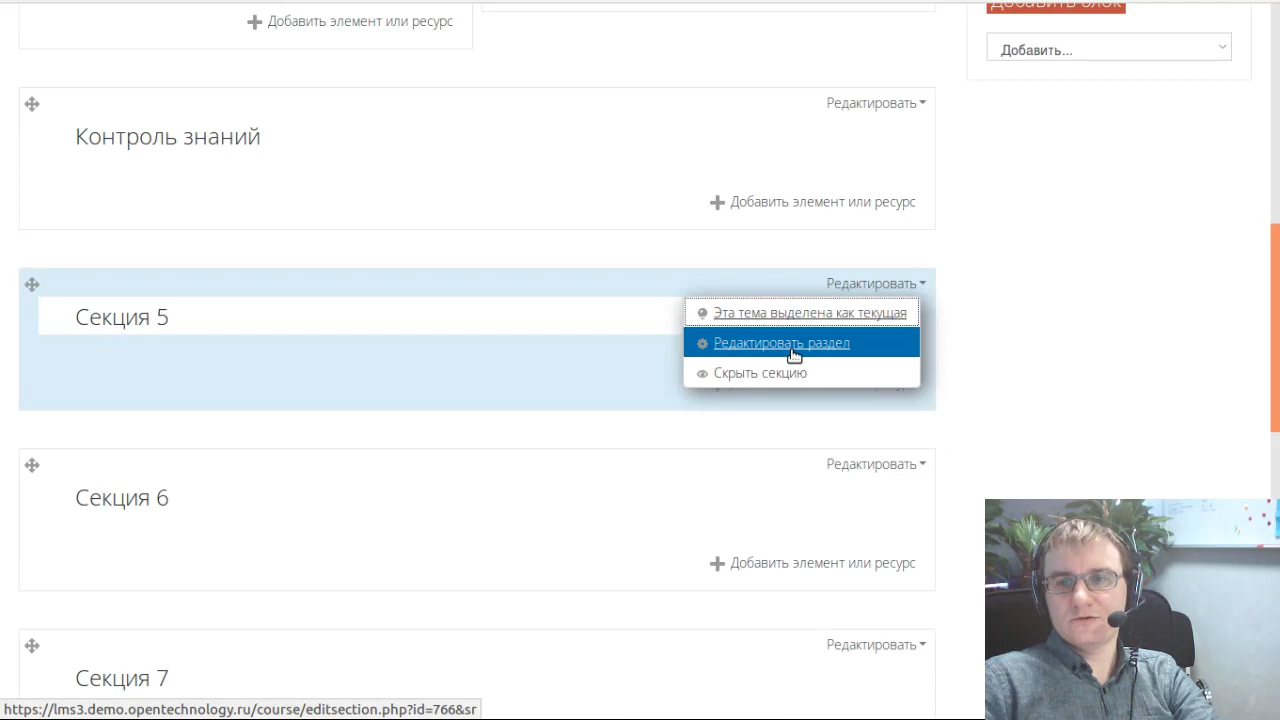 Добавить элемент или ресурс
Добавить блок
Добавить...
Редактировать
Контроль знаний
Добавить элемент или ресурс
Редактировать
Секция 5
Эта тема выделена как текущая
Редактировать раздел
Скрыть секцию
Редактировать
Секция 6
Добавить элемент или ресурс
Редактировать
Секция 7
https://lms3.demo.opentechnology.ru/course/editsection.php?id=766&sr